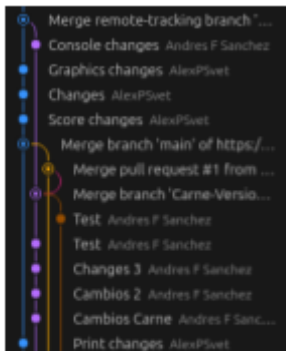 Merge remote-tracking branch '...
Console changes Andres F Sanchez
Graphics changes AlexPSvet
Changes AlexPSvet
Score changes AlexPSvet
Merge branch 'main' of https:/...
Merge pull request #1 from ...
Merge branch 'Carne-Versio...
Test Andres F Sanchez
Test Andres F Sanchez
Changes 3 Andres F Sanchez
Cambios 2 Andres F Sanchez
Cambios Carne Andres F Sanc...
Print changes AlexPSvet